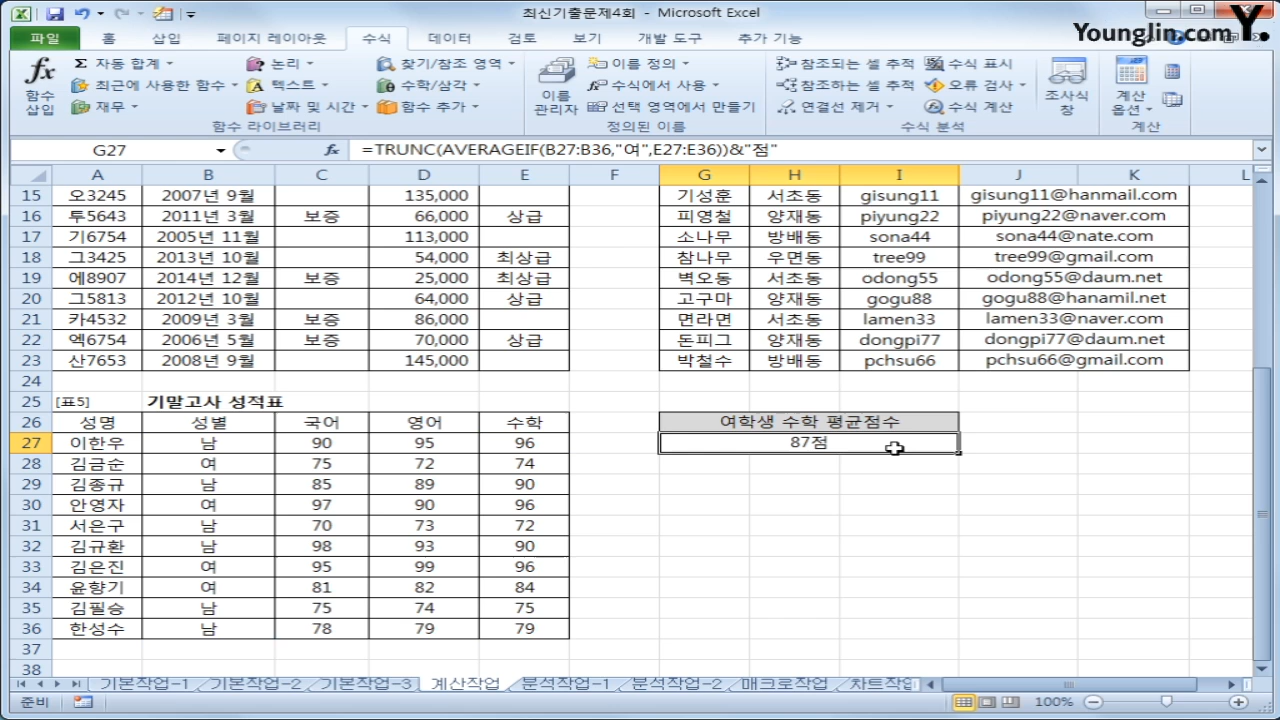 최신기출문제4회 - Microsoft Excel
Younglin.com Y.
파일 홈 삽입 페이지 레이아웃 수식 데이터 검토 보기 개발 도구 추가 기능
fx 함수 삽입
Σ 자동 합계 논리 찾기/참조 영역
최근에 사용한 함수 텍스트 수학/삼각
재무 날짜 및 시간 함수 추가
함수 라이브러리
이름 관리자
이름 정의
수식에서 사용
선택 영역에서 만들기
정의된 이름
참조되는 셀 추적 수식 표시
참조하는 셀 추적 오류 검사
연결선 제거 수식 계산
조사식 창
수식 분석
계산 옵션
계산
G27 fx =TRUNC(AVERAGEIF(B27:B36,"여",E27:E36))&"점"
A B C D E F G H I J K L
15 오3245 2007년 9월 135,000 기성훈 서초동 gisung11 gisung11@hanmail.com
16 투5643 2011년 3월 보증 66,000 상급 피영철 양재동 piyung22 piyung22@naver.com
17 기6754 2005년 11월 113,000 소나무 방배동 sona44 sona44@nate.com
18 그3425 2013년 10월 54,000 최상급 참나무 우면동 tree99 tree99@gmail.com
19 에8907 2014년 12월 보증 25,000 최상급 벽오동 서초동 odong55 odong55@daum.net
20 그5813 2012년 10월 64,000 상급 고구마 양재동 gogu88 gogu88@hanamil.net
21 카4532 2009년 3월 보증 86,000 면라면 서초동 lamen33 lamen33@naver.com
22 엑6754 2006년 5월 보증 70,000 상급 돈피그 양재동 dongpi77 dongpi77@daum.net
23 산7653 2008년 9월 145,000 박철수 방배동 pchsu66 pchsu66@gmail.com
24
25 [표5] 기말고사 성적표
26 성명 성별 국어 영어 수학 여학생 수학 평균점수
27 이한우 남 90 95 96 87점
28 김금순 여 75 72 74
29 김종규 남 85 89 90
30 안영자 여 97 90 96
31 서은구 남 70 73 72
32 김규환 남 98 93 90
33 김은진 여 95 99 96
34 윤향기 여 81 82 84
35 김필승 남 75 74 75
36 한성수 남 78 79 79
37
38
기본작업-1 기본작업-2 기본작업-3 계산작업 분석작업-1 분석작업-2 매크로작업 차트작업
준비 100%